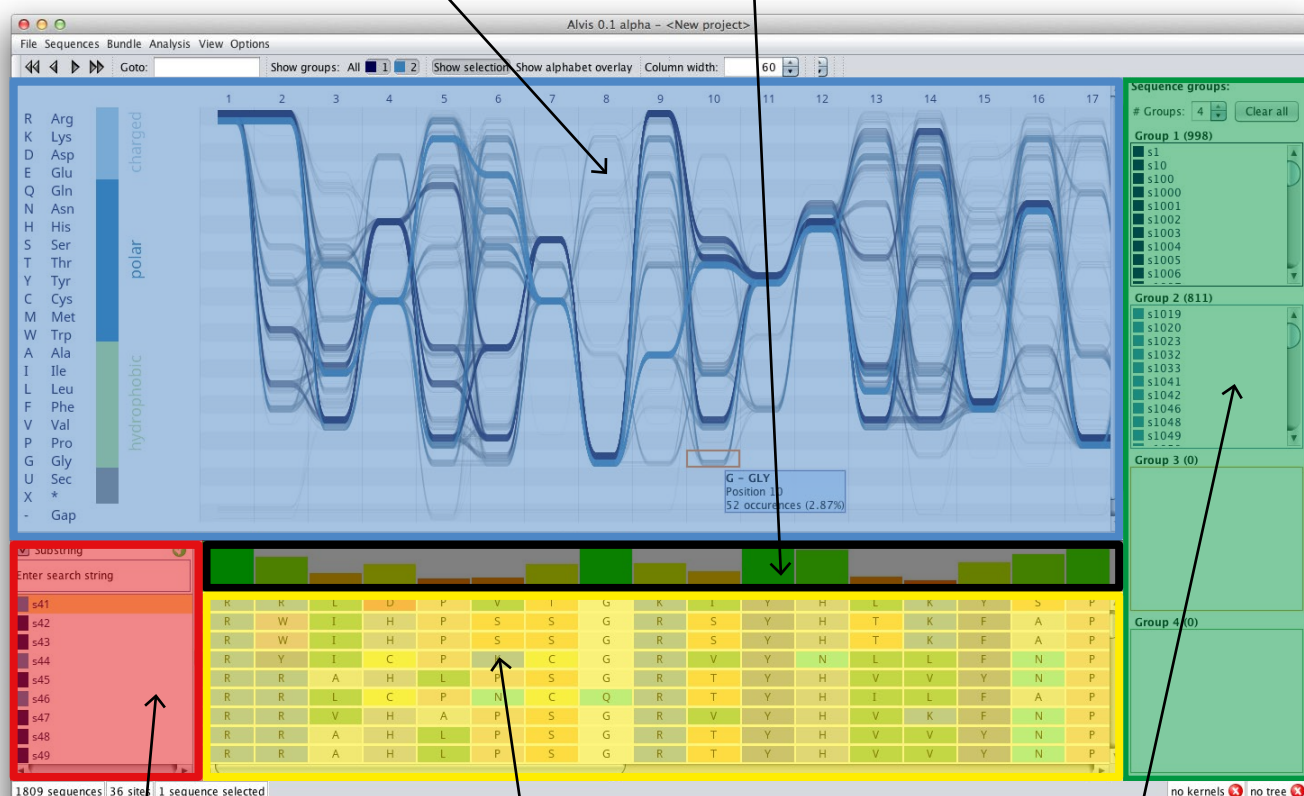 Alvis 0.1 alpha – <New project>
File Sequences Bundle Analysis View Options
Goto: Show groups: All 1 2 Show selection Show alphabet overlay Column width: 60
1 2 3 4 5 6 7 8 9 10 11 12 13 14 15 16 17
R Arg
K Lys
D Asp
E Glu
Q Gln
N Asn
H His
S Ser
T Thr
Y Tyr
C Cys
M Met
W Trp
A Ala
I Ile
L Leu
F Phe
V Val
P Pro
G Gly
U Sec
X *
- Gap
charged
polar
hydrophobic
G – GLY
Position 10
52 occurences (2.87%)
Sequence groups:
# Groups: 4 Clear all
Group 1 (998)
s1
s10
s100
s1000
s1001
s1002
s1003
s1004
s1005
s1006
Group 2 (811)
s1019
s1020
s1023
s1032
s1033
s1041
s1042
s1046
s1048
s1049
Group 3 (0)
Group 4 (0)
Substring
Enter search string
s41 R R L D P V T G K I Y H L K Y S P
s42 R W I H P S S G R S Y H T K F A P
s43 R W I H P S S G R S Y H T K F A P
s44 R Y I C P C G R V Y N L L F N P
s45 R R A H L P S G R T Y H V V Y N P
s46 R R L C P N C Q R T Y H I L F A P
s47 R R V H A P S G R V Y H V K F N P
s48 R R A H L P S G R T Y H V V Y N P
s49 R R A H L P S G R T Y H V V Y N P
1809 sequences 36 sites 1 sequence selected no kernels no tree